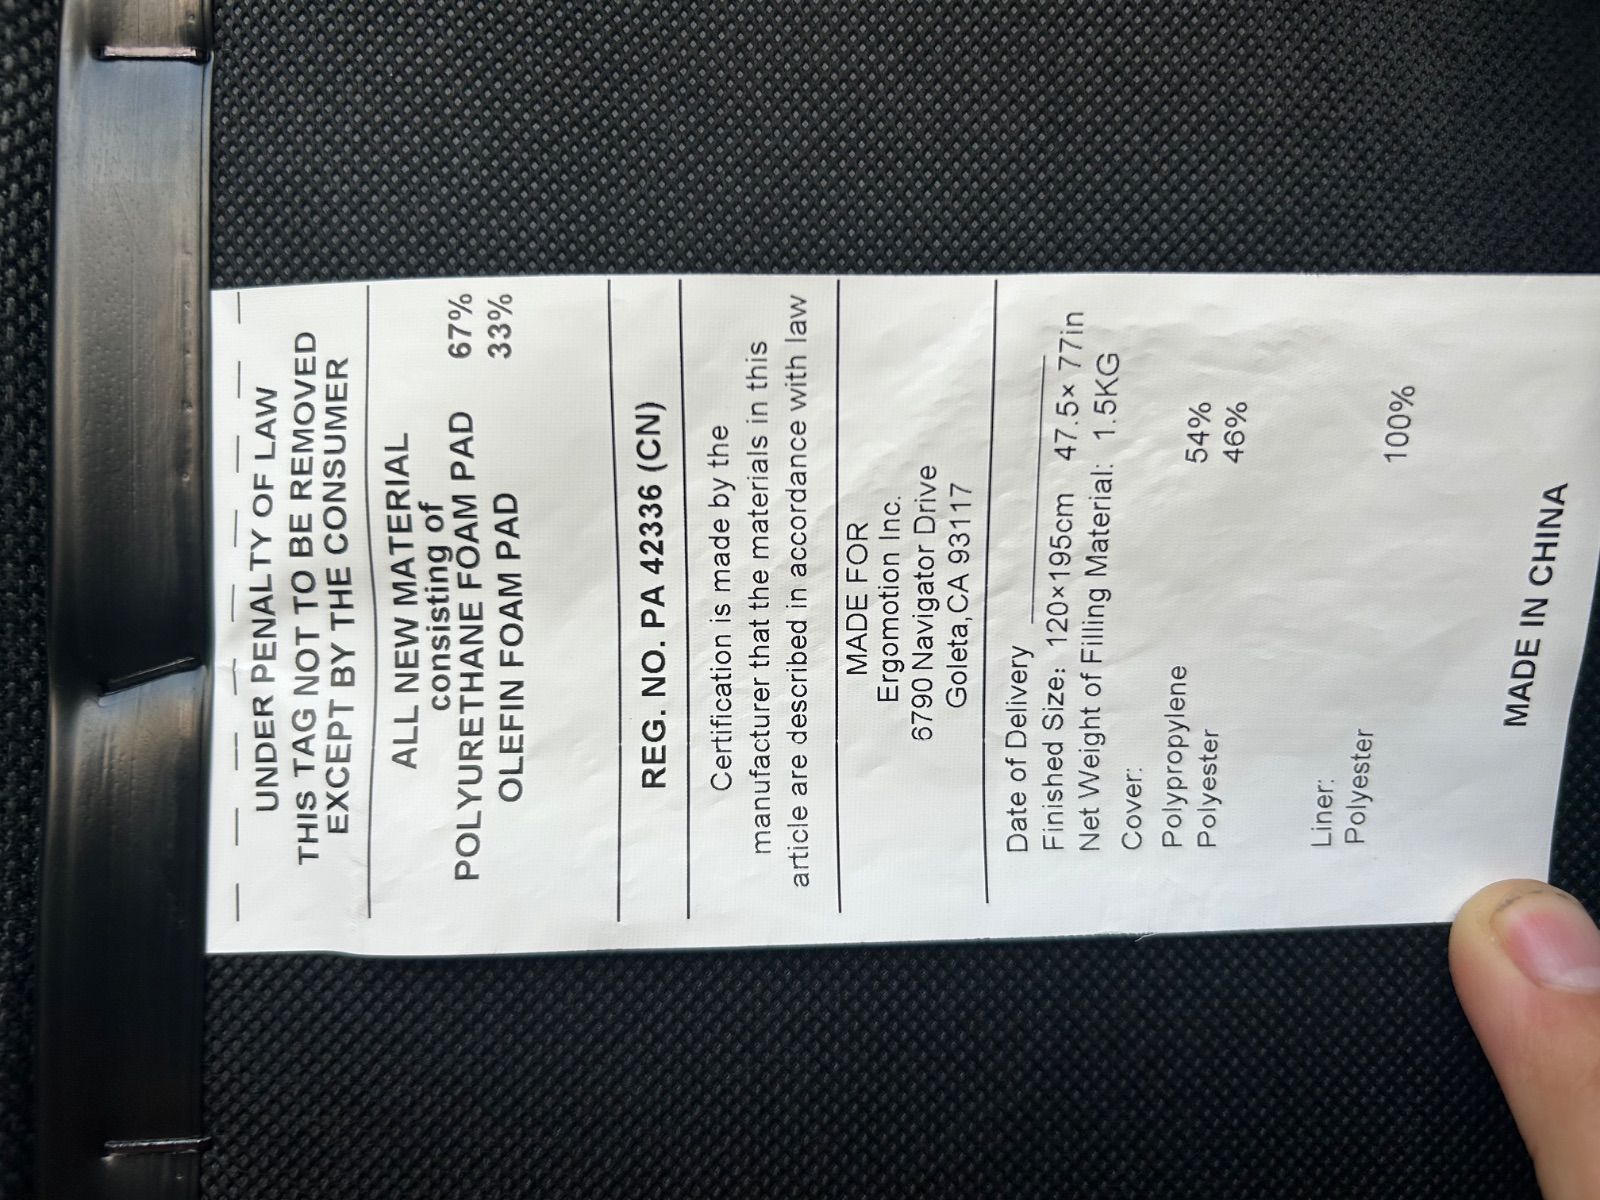 UNDER PENALTY OF LAW
THIS TAG NOT TO BE REMOVED
EXCEPT BY THE CONSUMER
ALL NEW MATERIAL
consisting of
POLYURETHANE FOAM PAD 67%
OLEFIN FOAM PAD 33%
REG. NO. PA 42336 (CN)
Certification is made by the
manufacturer that the materials in this
article are described in accordance with law
MADE FOR
Ergomotion Inc.
6790 Navigator Drive
Goleta,CA 93117
Date of Delivery
Finished Size: 120×195cm 47.5× 77in
Net Weight of Filling Material: 1.5KG
Cover:
Polypropylene 54%
Polyester 46%
Liner:
Polyester 100%
MADE IN CHINA